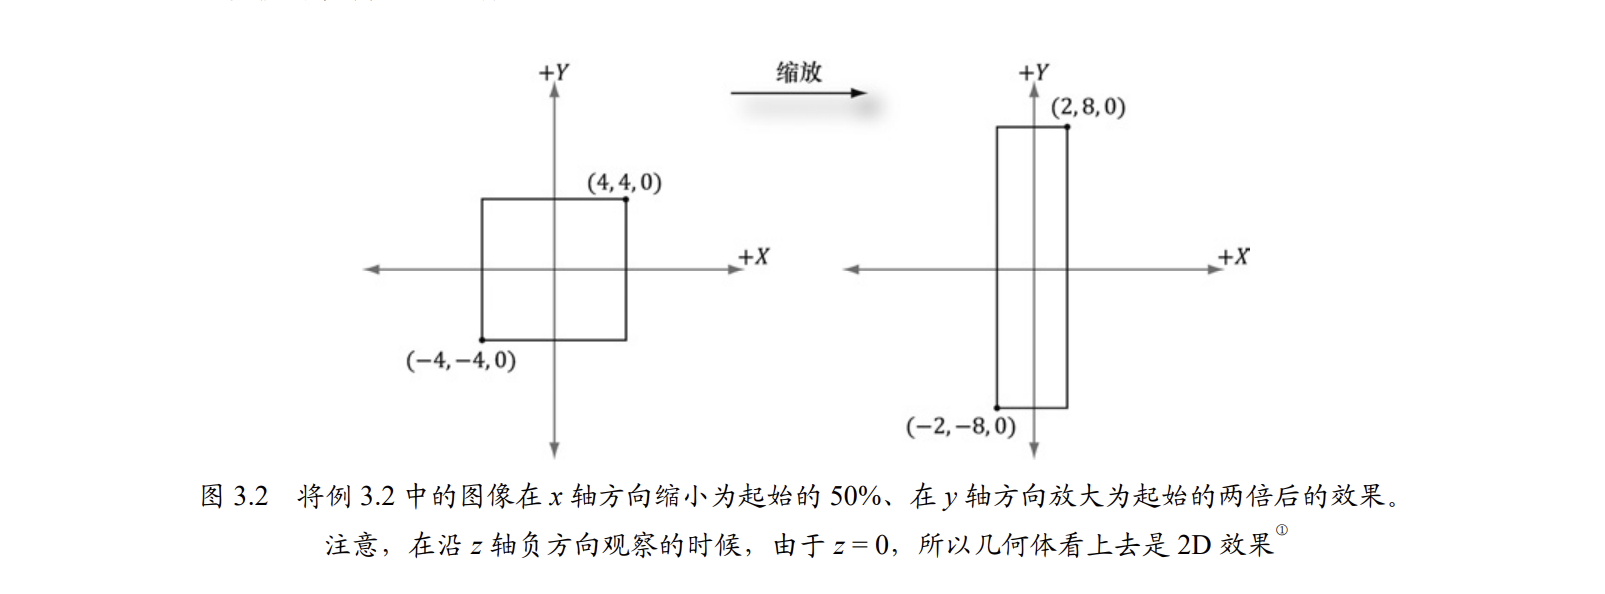 +Y
缩放
+Y
(2,8,0)
(4,4,0)
+X
+X
(−4,−4,0)
(−2,−8,0)
图 3.2 将例 3.2 中的图像在 x 轴方向缩小为起始的 50%、在 y 轴方向放大为起始的两倍后的效果。
注意，在沿 z 轴负方向观察的时候，由于 z = 0，所以几何体看上去是 2D 效果①